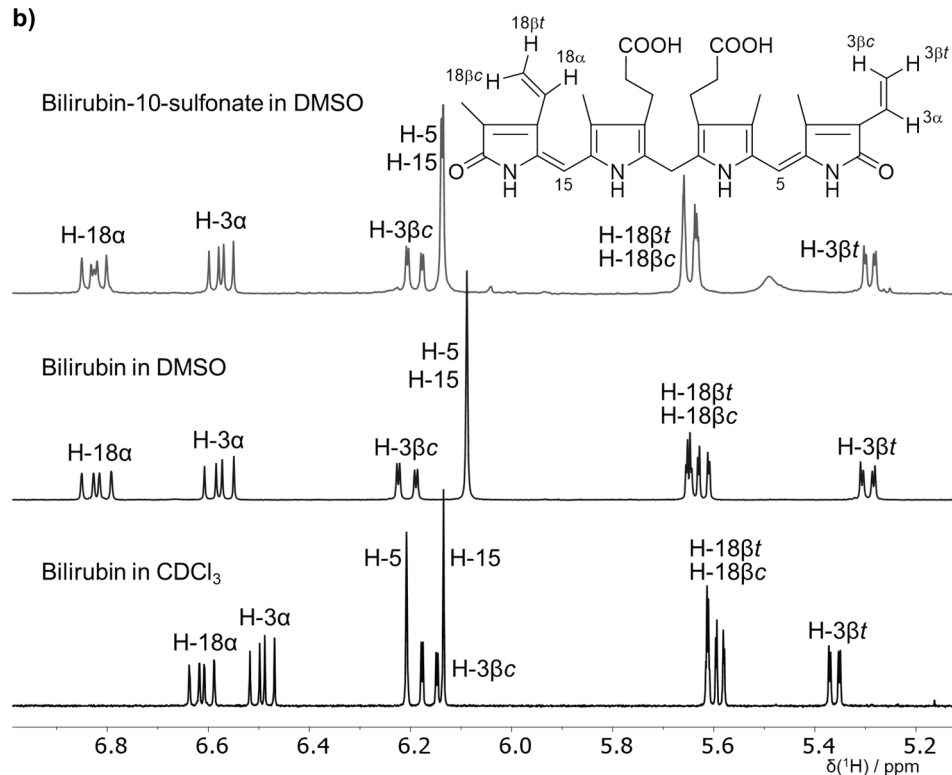 b)
18βt
H
18βc H
18α
H
COOH
COOH
3βc
H
3βt
H
H 3α
O
N
H
15
N
H
N
H
5
N
H
O
Bilirubin-10-sulfonate in DMSO
H-5
H-15
H-18α
H-3α
H-3βc
H-18βt
H-18βc
H-3βt
Bilirubin in DMSO
H-5
H-15
H-18α
H-3α
H-3βc
H-18βt
H-18βc
H-3βt
Bilirubin in CDCl₃
H-5
H-15
H-18α
H-3α
H-3βc
H-18βt
H-18βc
H-3βt
6.8 6.6 6.4 6.2 6.0 5.8 5.6 5.4 5.2
δ(¹H) / ppm